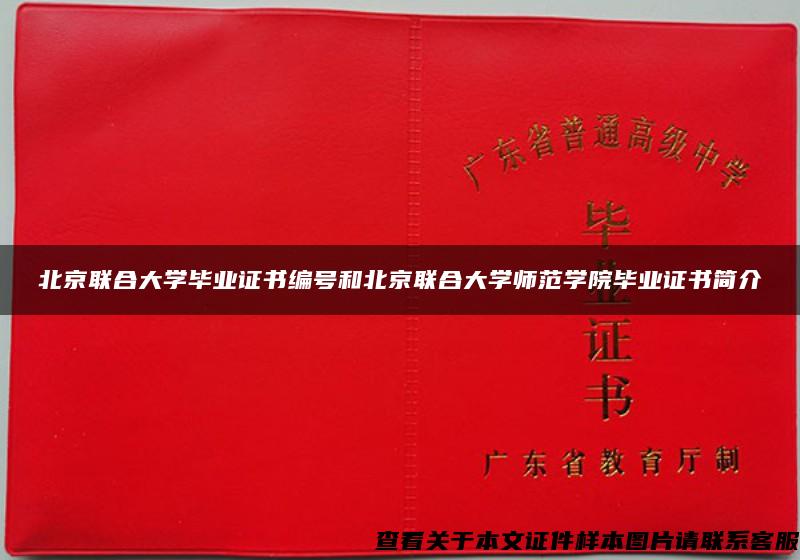 广东省普通高级中学
毕业证书
北京联合大学毕业证书编号和北京联合大学师范学院毕业证书简介
广东省教育厅制
查看关于本文证件样本图片请联系客服